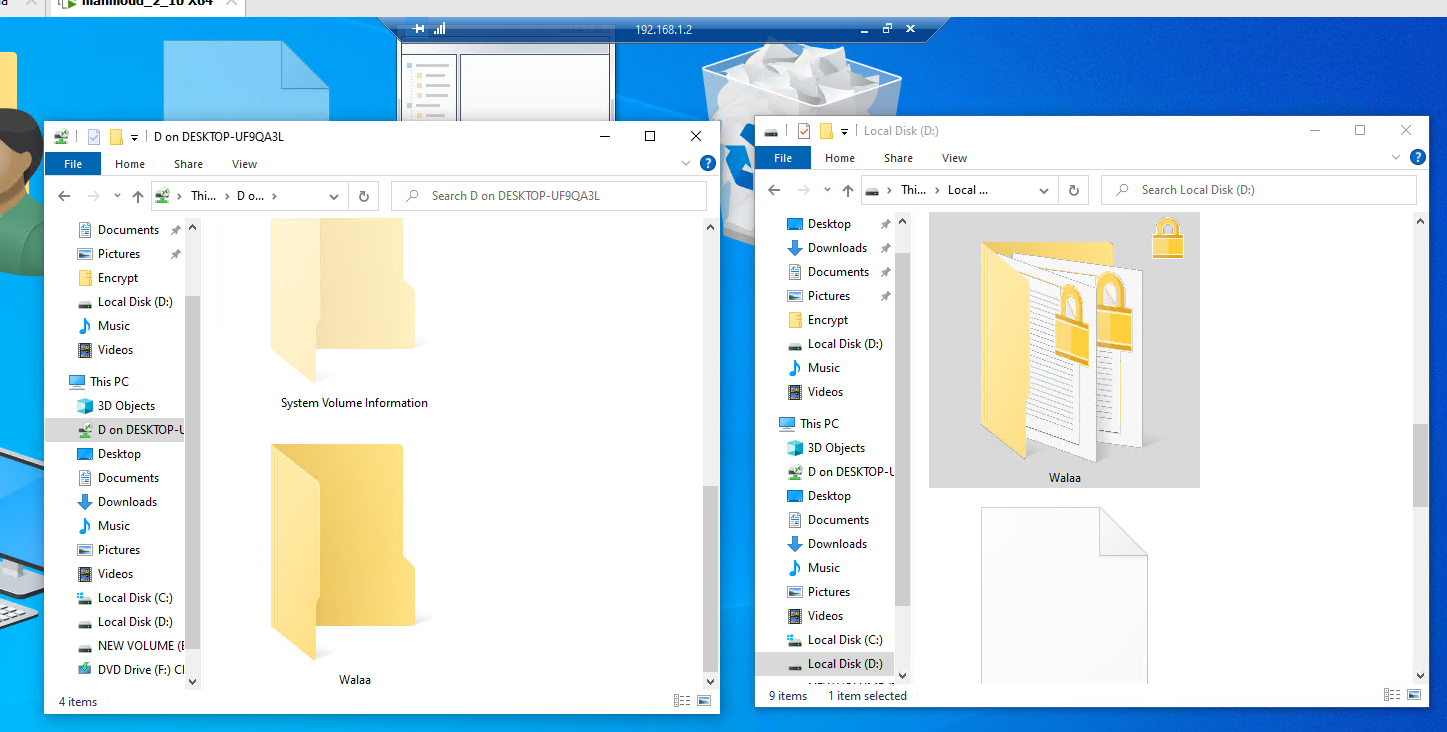 mahmoud_2_10 X64
192.168.1.2
D on DESKTOP-UF9QA3L
File Home Share View
Thi... D o...
Search D on DESKTOP-UF9QA3L
Documents
Pictures
Encrypt
Local Disk (D:)
Music
Videos
This PC
3D Objects
D on DESKTOP-U
Desktop
Documents
Downloads
Music
Pictures
Videos
Local Disk (C:)
Local Disk (D:)
NEW VOLUME (E
DVD Drive (F:) C
System Volume Information
Walaa
4 items
Local Disk (D:)
File Home Share View
Thi... Local ...
Search Local Disk (D:)
Desktop
Downloads
Documents
Pictures
Encrypt
Local Disk (D:)
Music
Videos
This PC
3D Objects
D on DESKTOP-U
Desktop
Documents
Downloads
Music
Pictures
Videos
Local Disk (C:)
Local Disk (D:)
Walaa
9 items 1 item selected